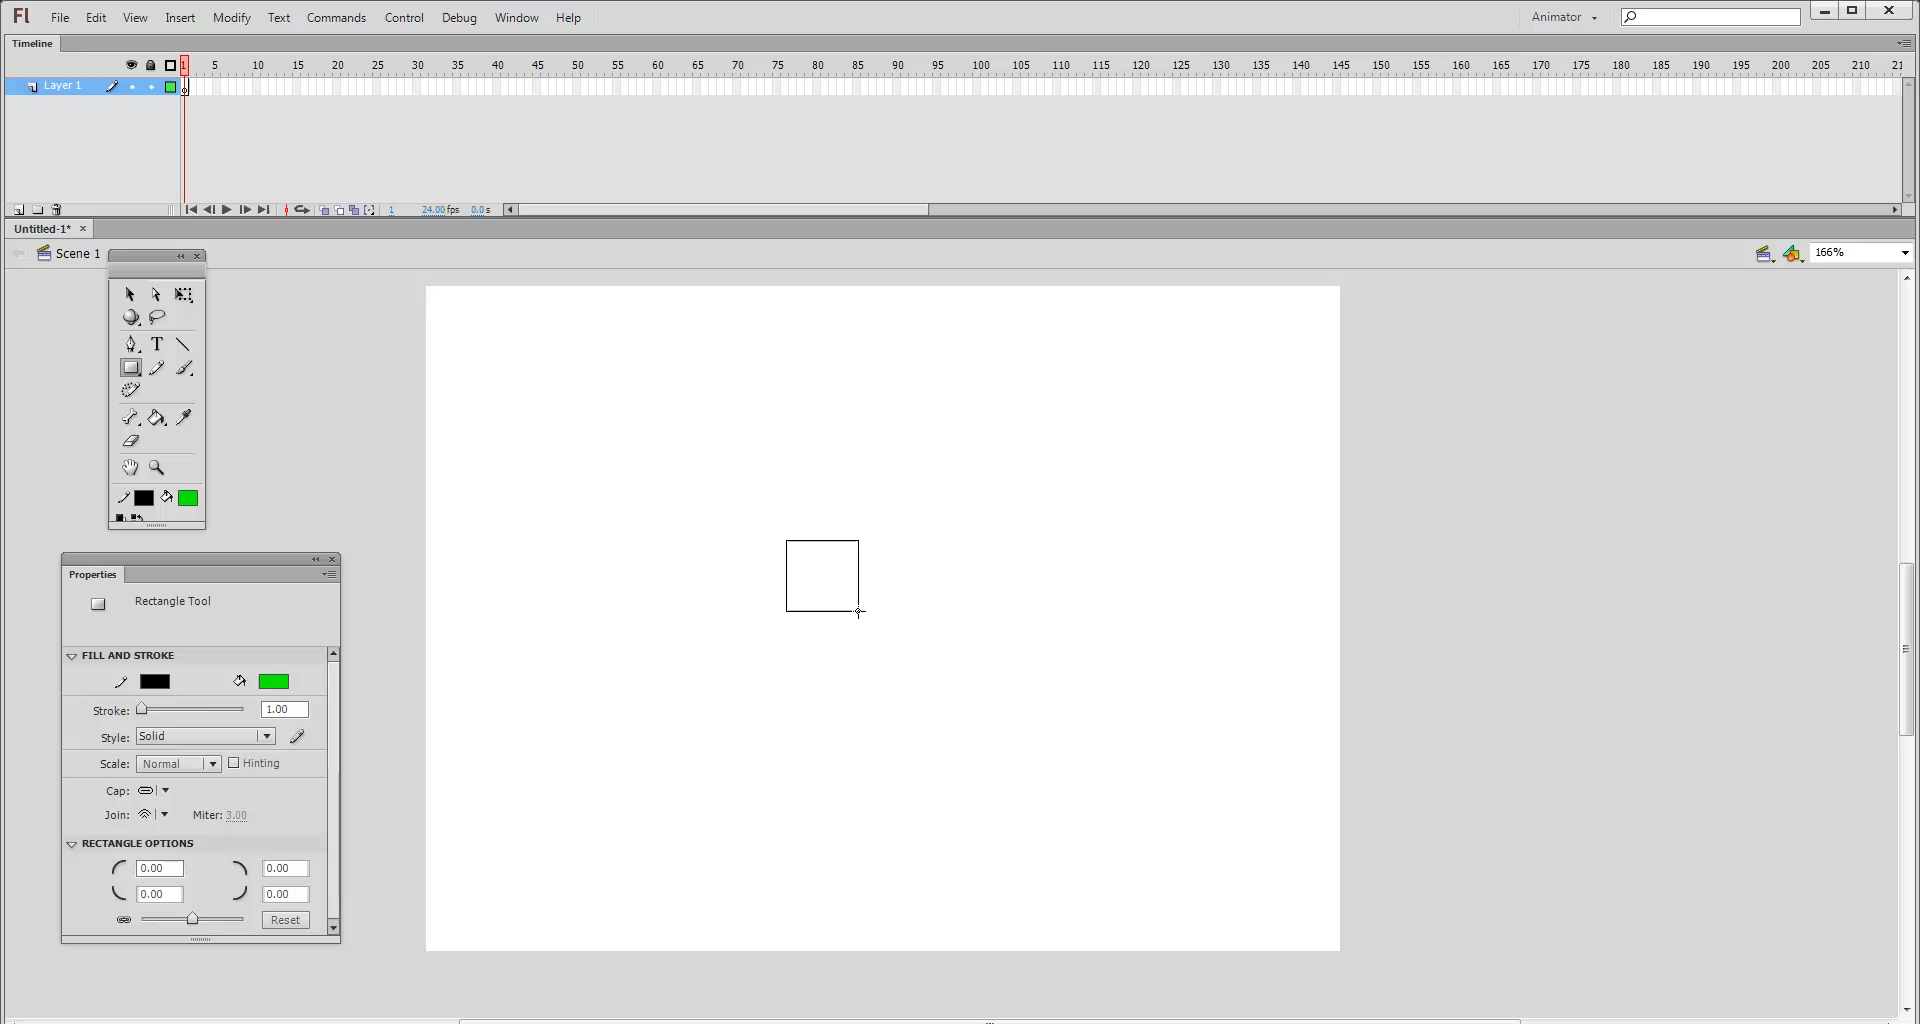 Fl File Edit View Insert Modify Text Commands Control Debug Window Help Animator
Timeline
1 5 10 15 20 25 30 35 40 45 50 55 60 65 70 75 80 85 90 95 100 105 110 115 120 125 130 135 140 145 150 155 160 165 170 175 180 185 190 195 200 205 210 21
Layer 1
1 24.00 fps 0.0 s
Untitled-1* ×
Scene 1 166%
T
Properties
Rectangle Tool
FILL AND STROKE
Stroke: 1.00
Style: Solid
Scale: Normal Hinting
Cap:
Join: Miter: 3.00
RECTANGLE OPTIONS
0.00 0.00
0.00 0.00
Reset